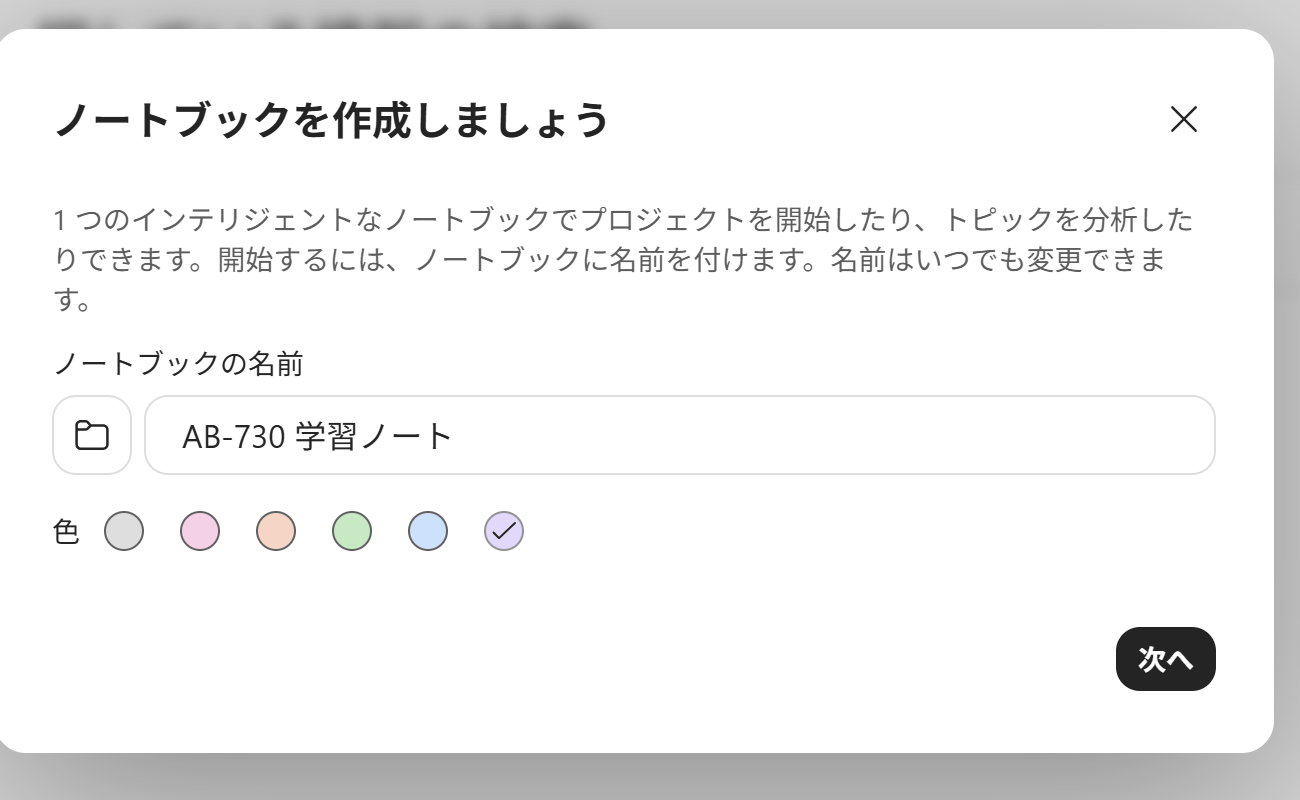 ノートブックを作成しましょう
1 つのインテリジェントなノートブックでプロジェクトを開始したり、トピックを分析した
りできます。開始するには、ノートブックに名前を付けます。名前はいつでも変更できま
す。
ノートブックの名前
AB-730 学習ノート
色
次へ